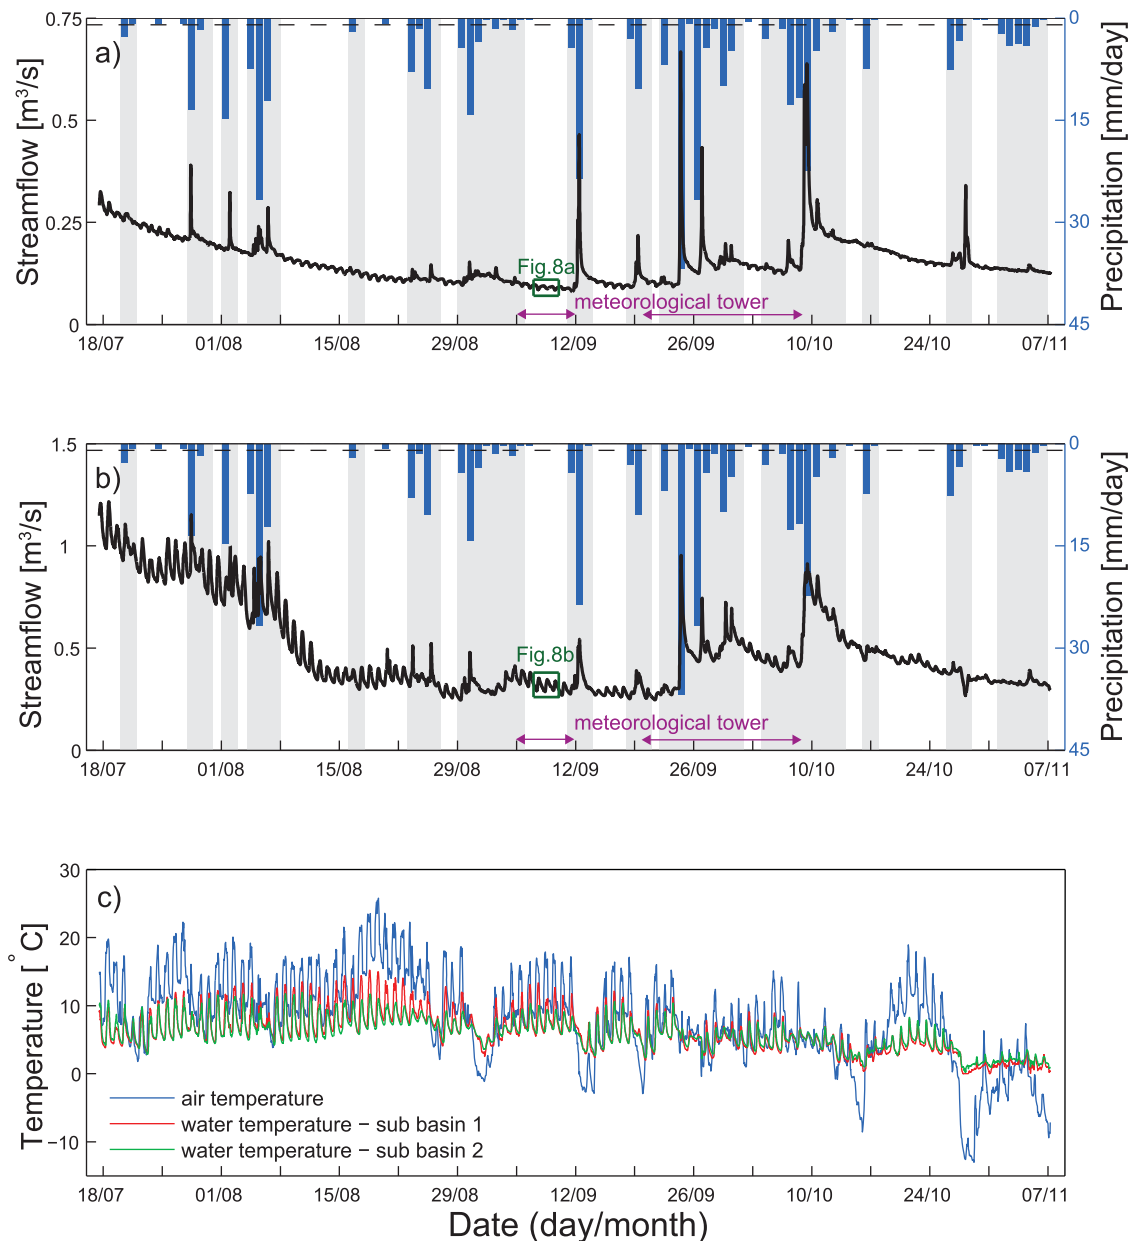 a)
Streamflow [m³/s]
0.75
0.5
0.25
0
Precipitation [mm/day]
0
15
30
45
Fig.8a
meteorological tower
18/07 01/08 15/08 29/08 12/09 26/09 10/10 24/10 07/11
b)
Streamflow [m³/s]
1.5
1
0.5
0
Precipitation [mm/day]
0
15
30
45
Fig.8b
meteorological tower
18/07 01/08 15/08 29/08 12/09 26/09 10/10 24/10 07/11
c)
Temperature [°C]
30
20
10
0
−10
air temperature
water temperature − sub basin 1
water temperature − sub basin 2
18/07 01/08 15/08 29/08 12/09 26/09 10/10 24/10 07/11
Date (day/month)